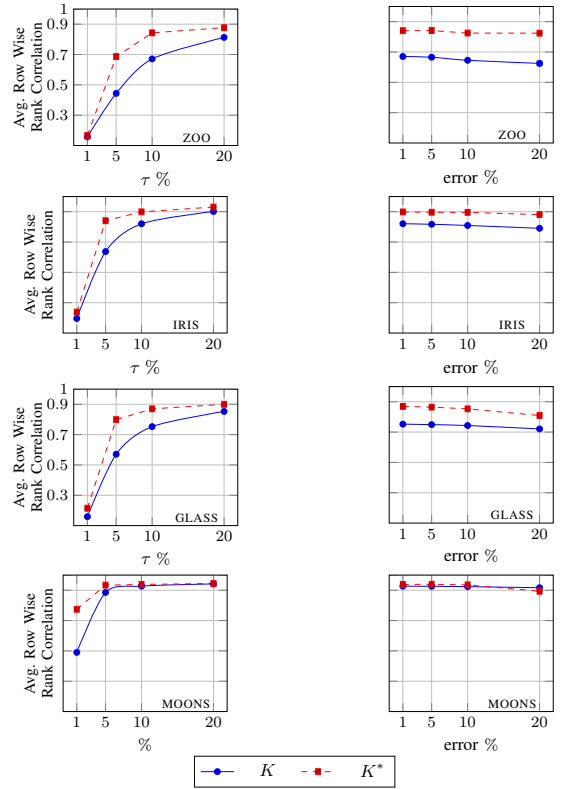 1
0.9
0.7
0.5
0.3
Avg. Row Wise
Rank Correlation
ZOO
1 5 10 20
τ %
ZOO
1 5 10 20
error %
Avg. Row Wise
Rank Correlation
IRIS
1 5 10 20
τ %
IRIS
1 5 10 20
error %
1
0.9
0.7
0.5
0.3
Avg. Row Wise
Rank Correlation
GLASS
1 5 10 20
τ %
GLASS
1 5 10 20
error %
Avg. Row Wise
Rank Correlation
MOONS
1 5 10 20
%
MOONS
1 5 10 20
error %
K K*